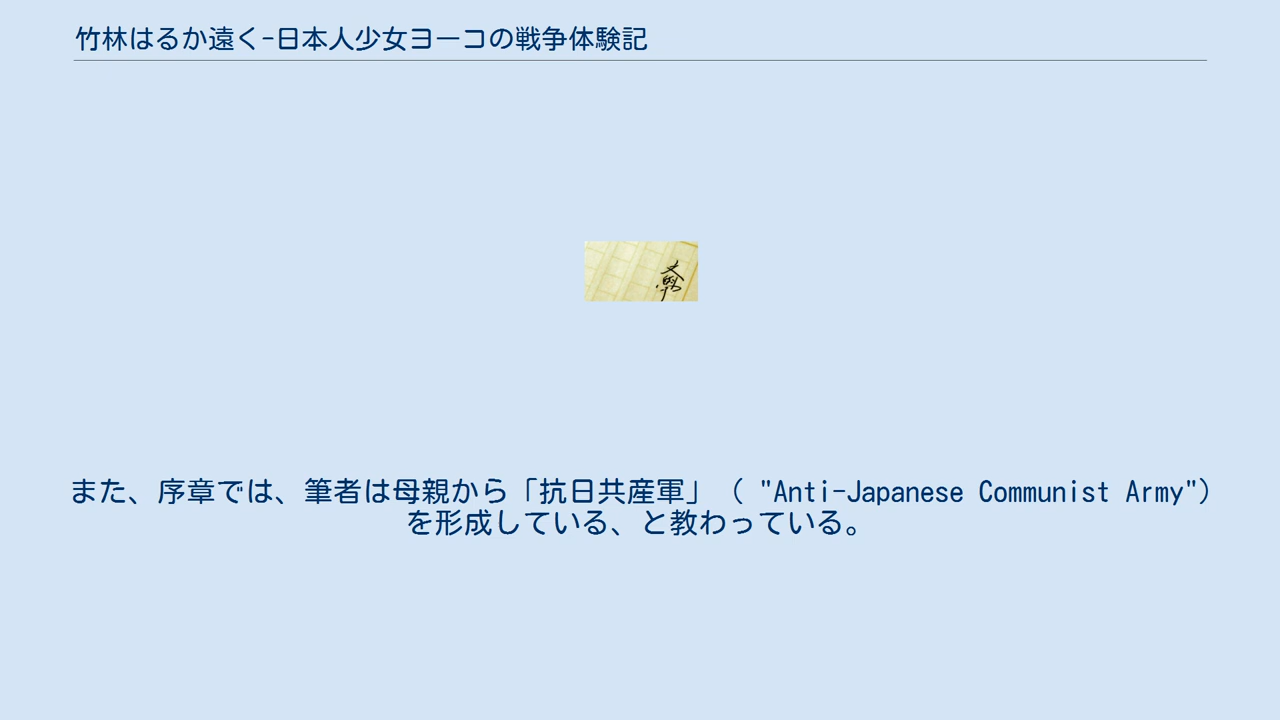 竹林はるか遠く-日本人少女ヨーコの戦争体験記
また、序章では、筆者は母親から「抗日共産軍」（ "Anti-Japanese Communist Army"）
を形成している、と教わっている。